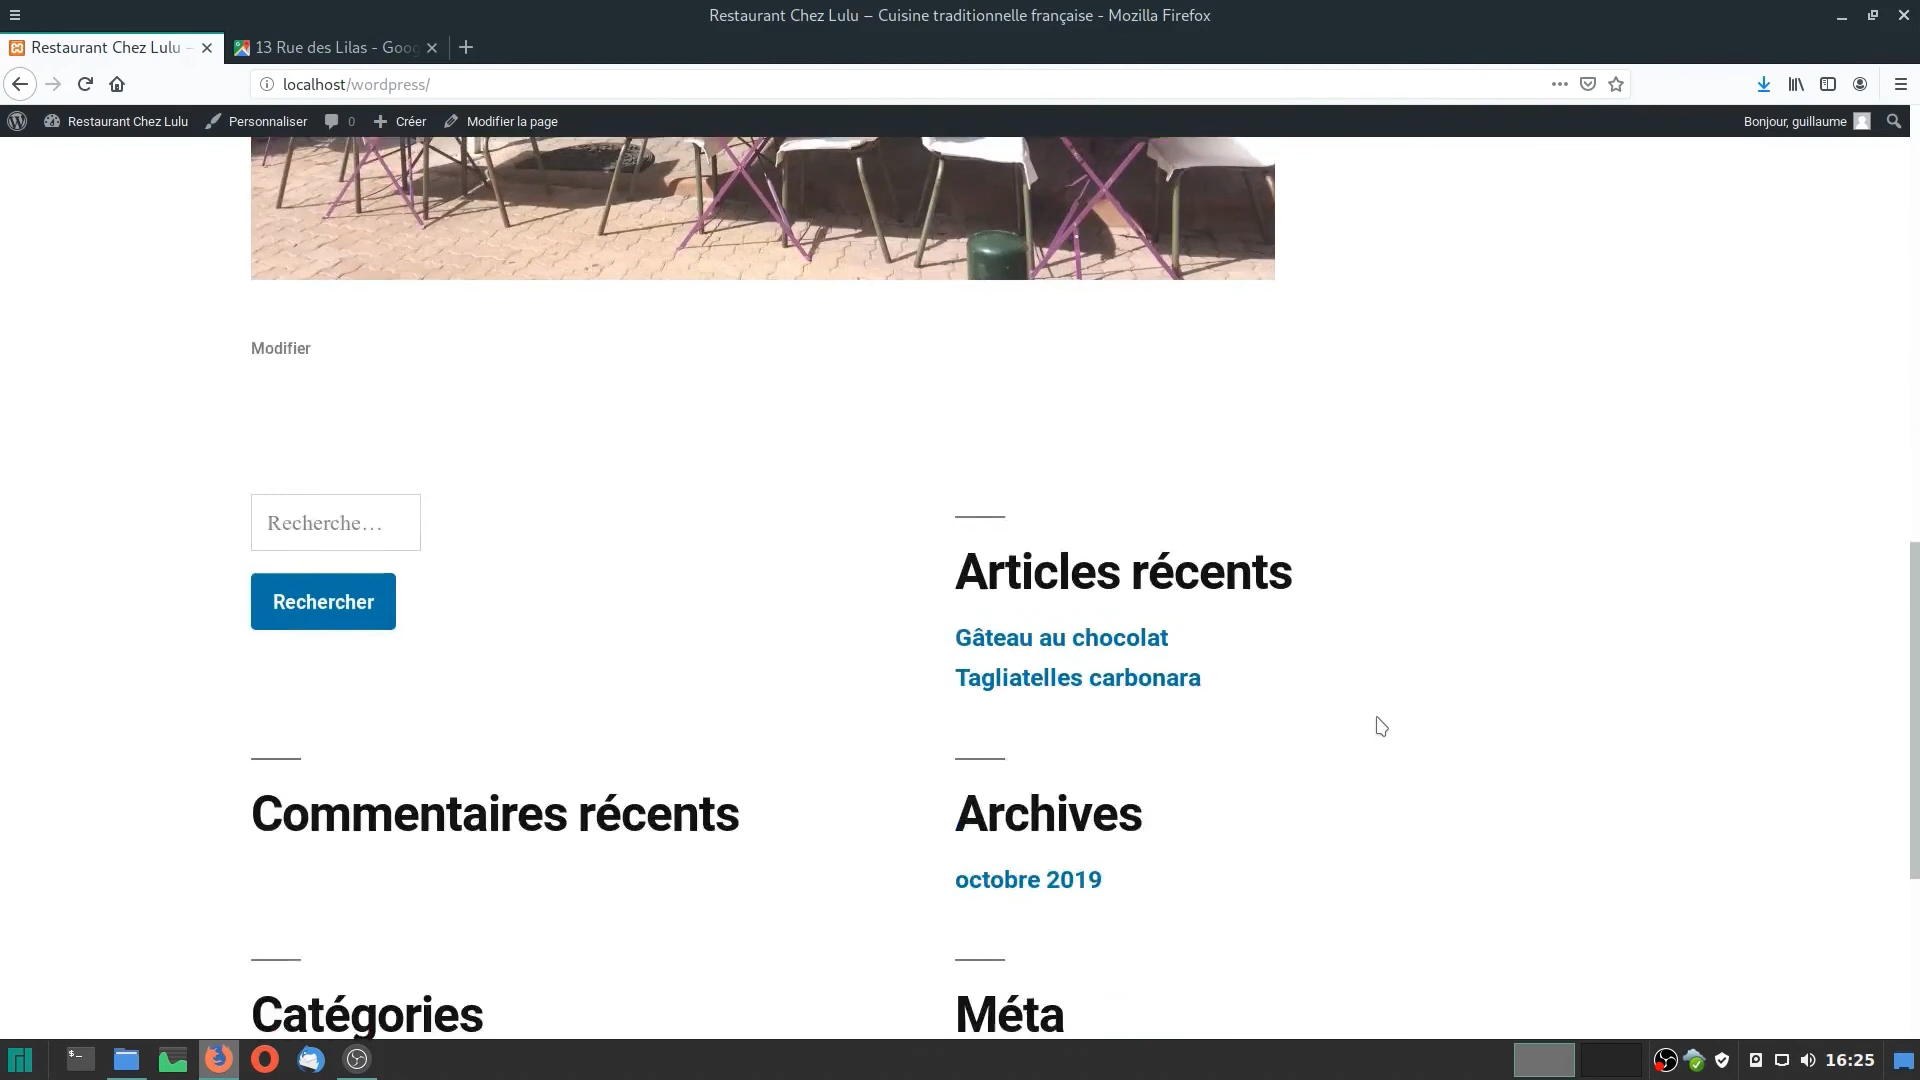 Restaurant Chez Lulu – Cuisine traditionnelle française - Mozilla Firefox
Restaurant Chez Lulu –
13 Rue des Lilas - Goog
localhost/wordpress/
Restaurant Chez Lulu
Personnaliser
0
Créer
Modifier la page
Bonjour, guillaume
Modifier
Recherche…
Rechercher
Articles récents
Gâteau au chocolat
Tagliatelles carbonara
Commentaires récents
Archives
octobre 2019
Catégories
Méta
16:25